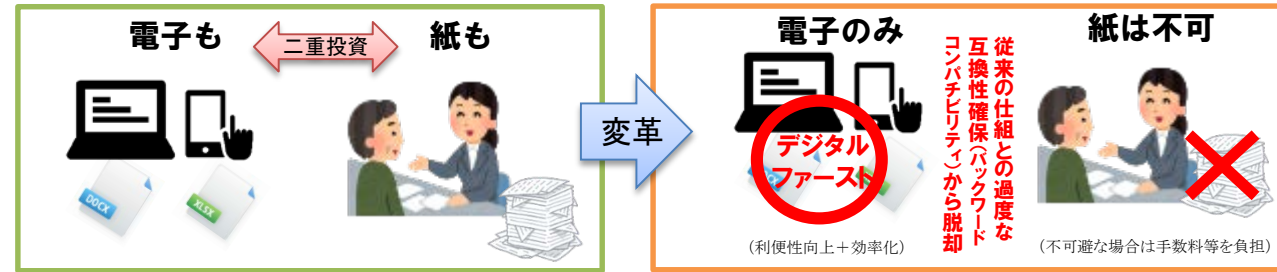 電子も
二重投資
紙も
DOCX
XLSX
変革
電子のみ
デジタル
ファースト
(利便性向上+効率化)
従来の仕組との過度な
互換性確保(バックワード
コンパチビリティ)から脱却
紙は不可
(不可避な場合は手数料等を負担)